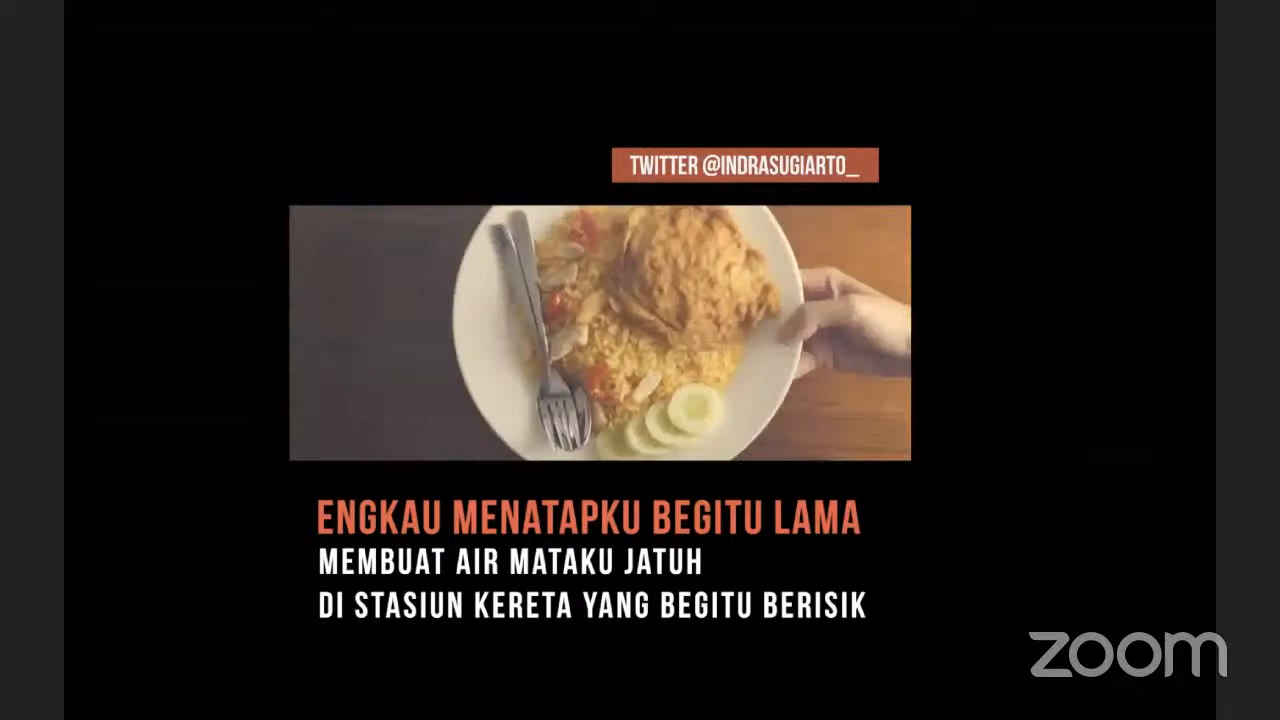 TWITTER @INDRASUGIARTO_
ENGKAU MENATAPKU BEGITU LAMA
MEMBUAT AIR MATAKU JATUH
DI STASIUN KERETA YANG BEGITU BERISIK
zoom